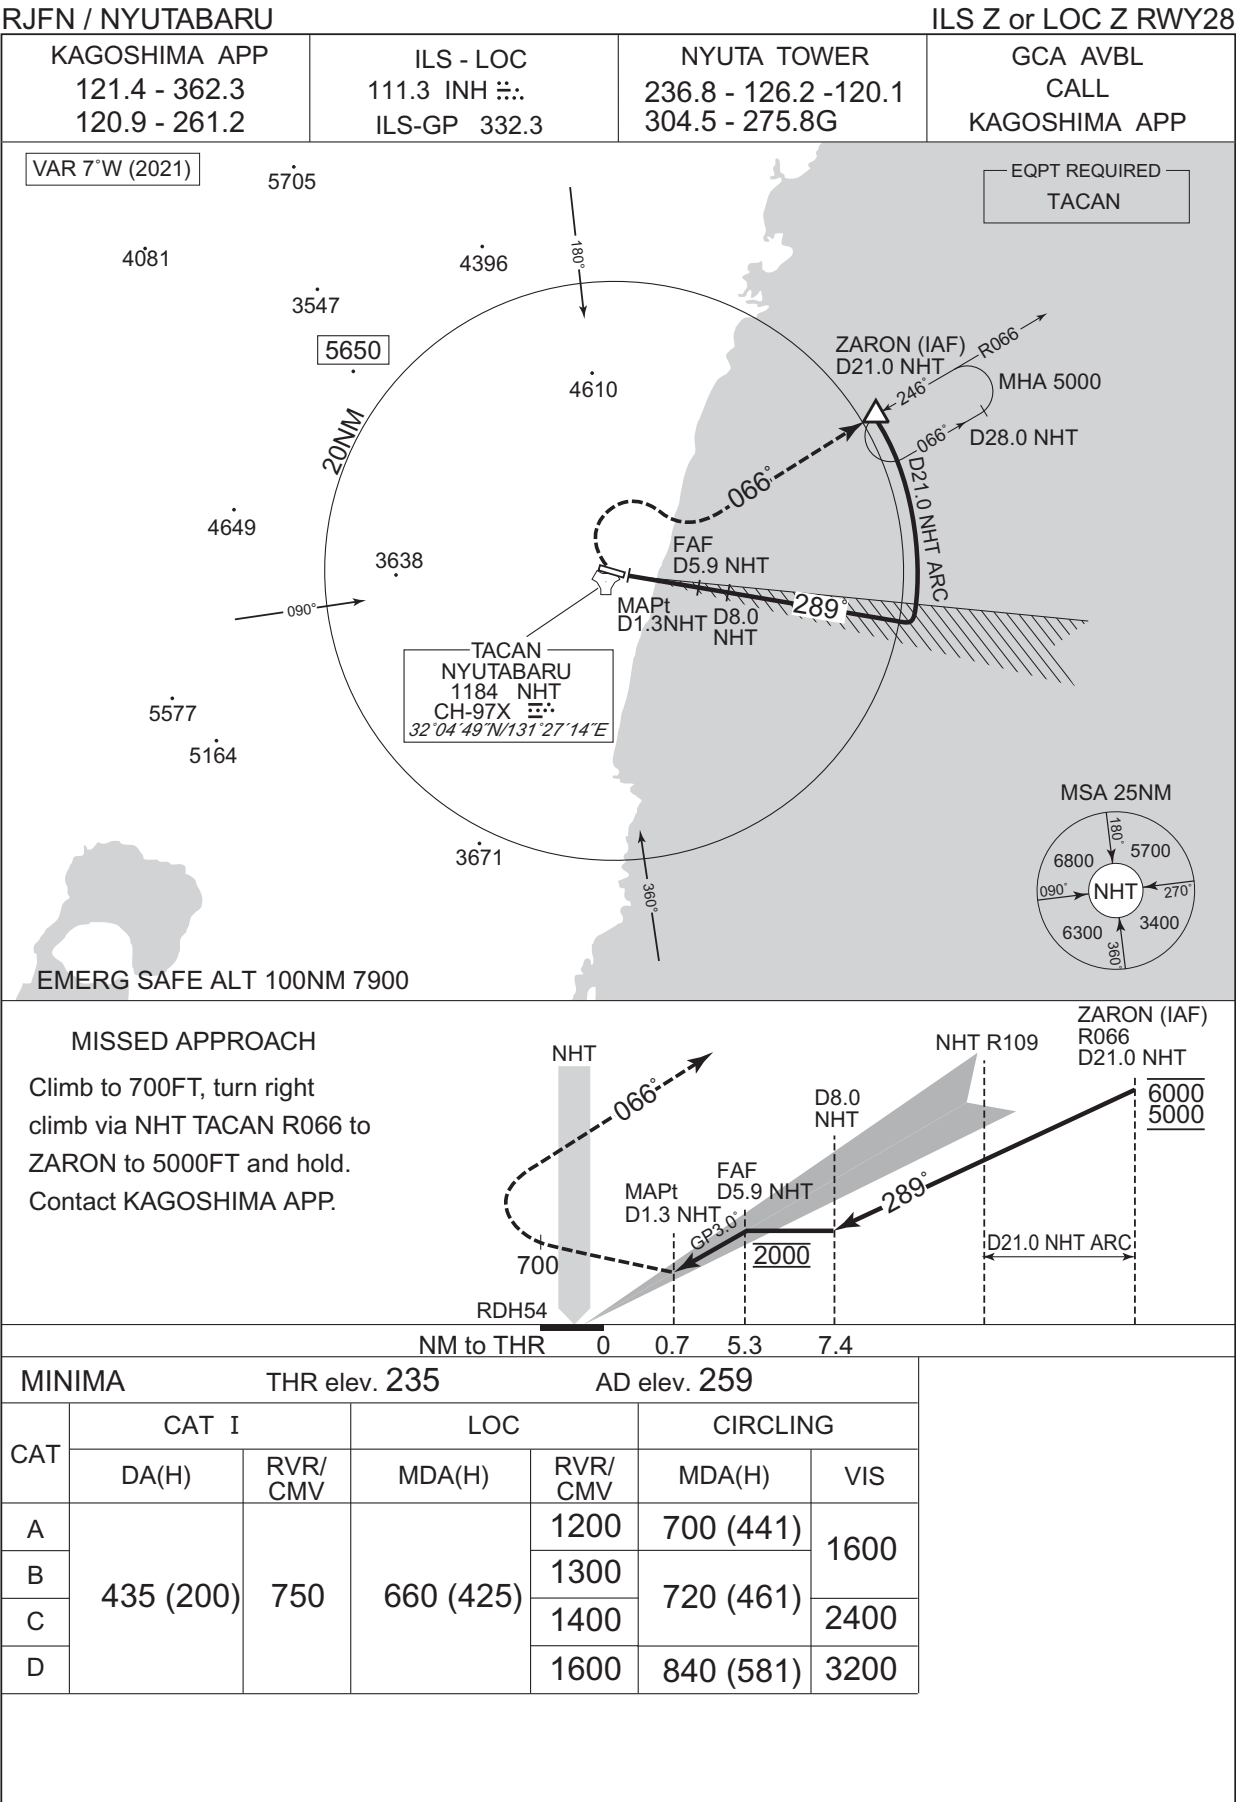 RJFN / NYUTABARU
ILS Z or LOC Z RWY28
KAGOSHIMA APP
121.4 - 362.3
120.9 - 261.2
ILS - LOC
111.3 INH
ILS-GP 332.3
NYUTA TOWER
236.8 - 126.2 -120.1
304.5 - 275.8G
GCA AVBL
CALL
KAGOSHIMA APP
VAR 7°W (2021)
EQPT REQUIRED
TACAN
5705
4081
4396
3547
5650
4610
20NM
180°
ZARON (IAF)
D21.0 NHT
R066
246°
MHA 5000
066°
D28.0 NHT
D21.0 NHT ARC
066°
4649
3638
090°
FAF
D5.9 NHT
MAPt
D1.3NHT
D8.0
NHT
289°
TACAN
NYUTABARU
1184 NHT
CH-97X
32°04´49˝N/131°27´14˝E
5577
5164
3671
360°
MSA 25NM
180°
6800
5700
090°
NHT
270°
6300
3400
360°
EMERG SAFE ALT 100NM 7900
MISSED APPROACH
Climb to 700FT, turn right
climb via NHT TACAN R066 to
ZARON to 5000FT and hold.
Contact KAGOSHIMA APP.
NHT
066°
700
RDH54
MAPt
D1.3 NHT
GP3.0°
FAF
D5.9 NHT
2000
D8.0
NHT
289°
NHT R109
D21.0 NHT ARC
ZARON (IAF)
R066
D21.0 NHT
6000
5000
NM to THR 0 0.7 5.3 7.4
MINIMA THR elev. 235 AD elev. 259
CAT
CAT I
LOC
CIRCLING
DA(H)
RVR/
CMV
MDA(H)
RVR/
CMV
MDA(H)
VIS
A
B
C
D
435 (200)
750
660 (425)
1200
1300
1400
1600
700 (441)
720 (461)
840 (581)
1600
2400
3200